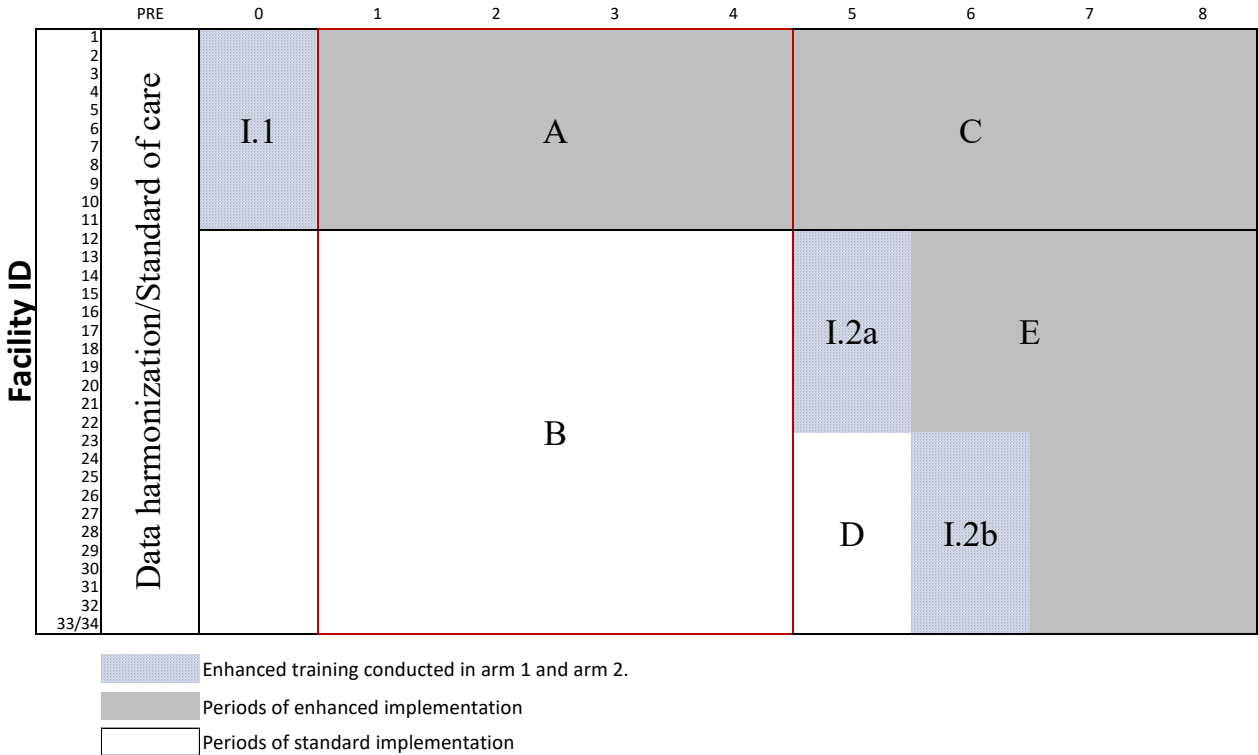 PRE 0 1 2 3 4 5 6 7 8
Facility ID
Data harmonization/Standard of care
1
2
3
4
5
6
7
8
9
10
11
12
13
14
15
16
17
18
19
20
21
22
23
24
25
26
27
28
29
30
31
32
33/34
I.1
A
C
B
I.2a
E
D
I.2b
Enhanced training conducted in arm 1 and arm 2.
Periods of enhanced implementation
Periods of standard implementation